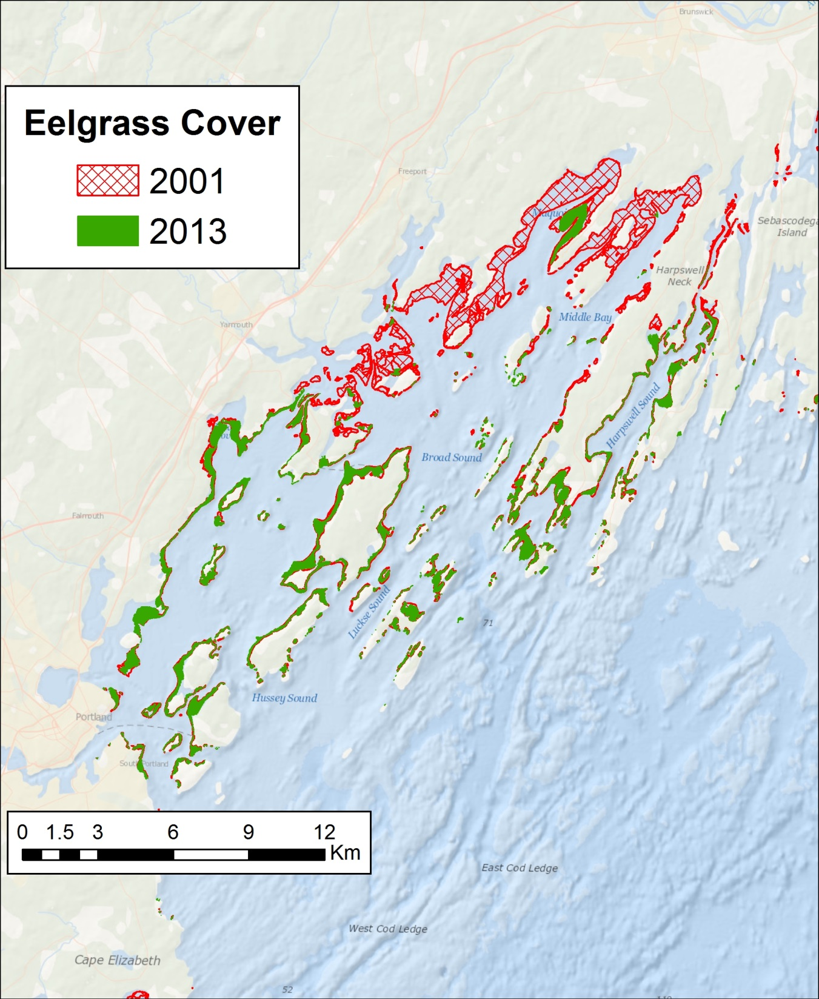 Brunswick
Eelgrass Cover
2001
2013
Freeport
Sebascodega
Island
Harpswell
Neck
Middle Bay
Yarmouth
Harpswell Sound
Broad Sound
Falmouth
Luckse Sound
71
Hussey Sound
Portland
South Portland
0 1.5 3 6 9 12
Km
East Cod Ledge
West Cod Ledge
Cape Elizabeth
52